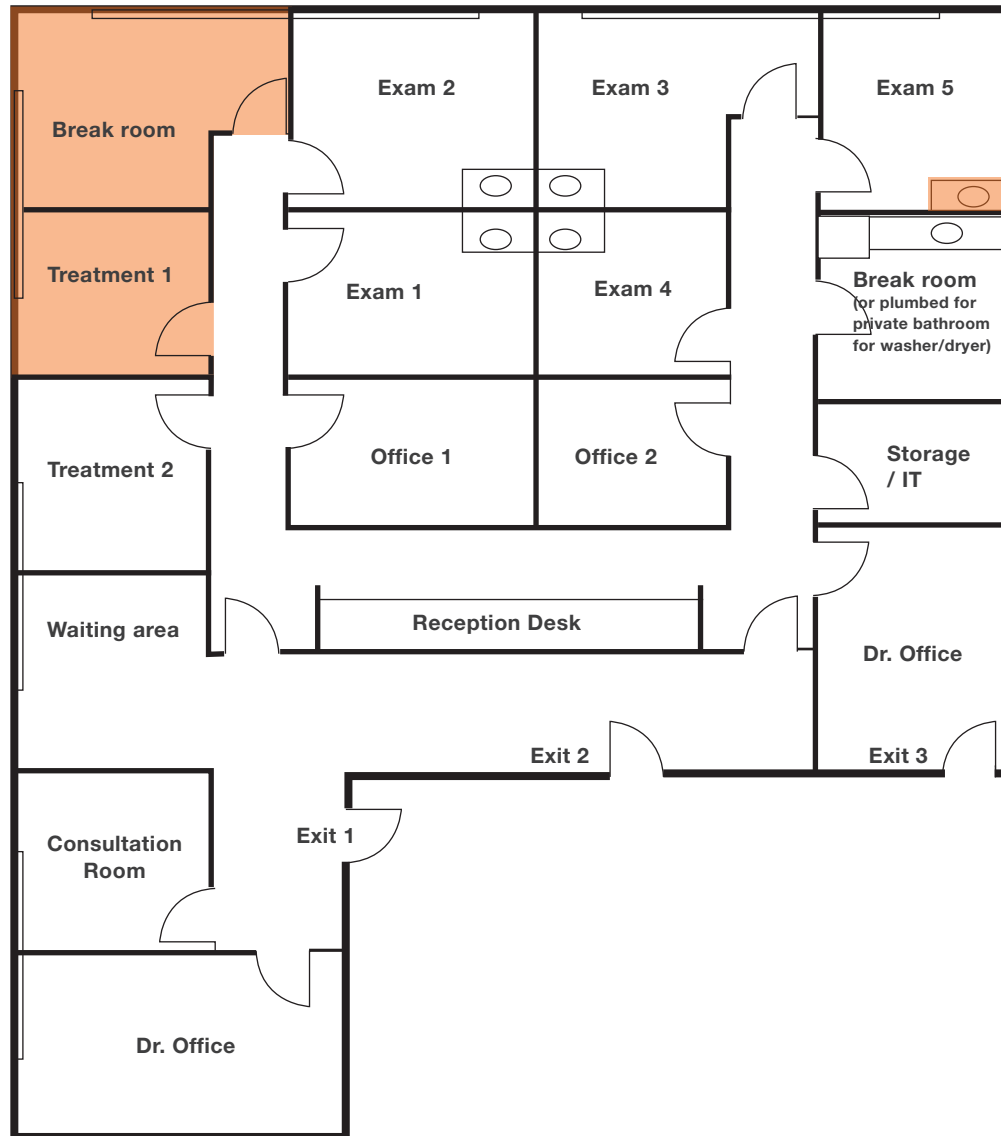 Exam 2
Exam 3
Exam 5
Break room
Treatment 1
Exam 1
Exam 4
Break room
(or plumbed for
private bathroom
for washer/dryer)
Treatment 2
Office 1
Office 2
Storage
/ IT
Waiting area
Reception Desk
Dr. Office
Exit 2
Exit 3
Exit 1
Consultation
Room
Dr. Office